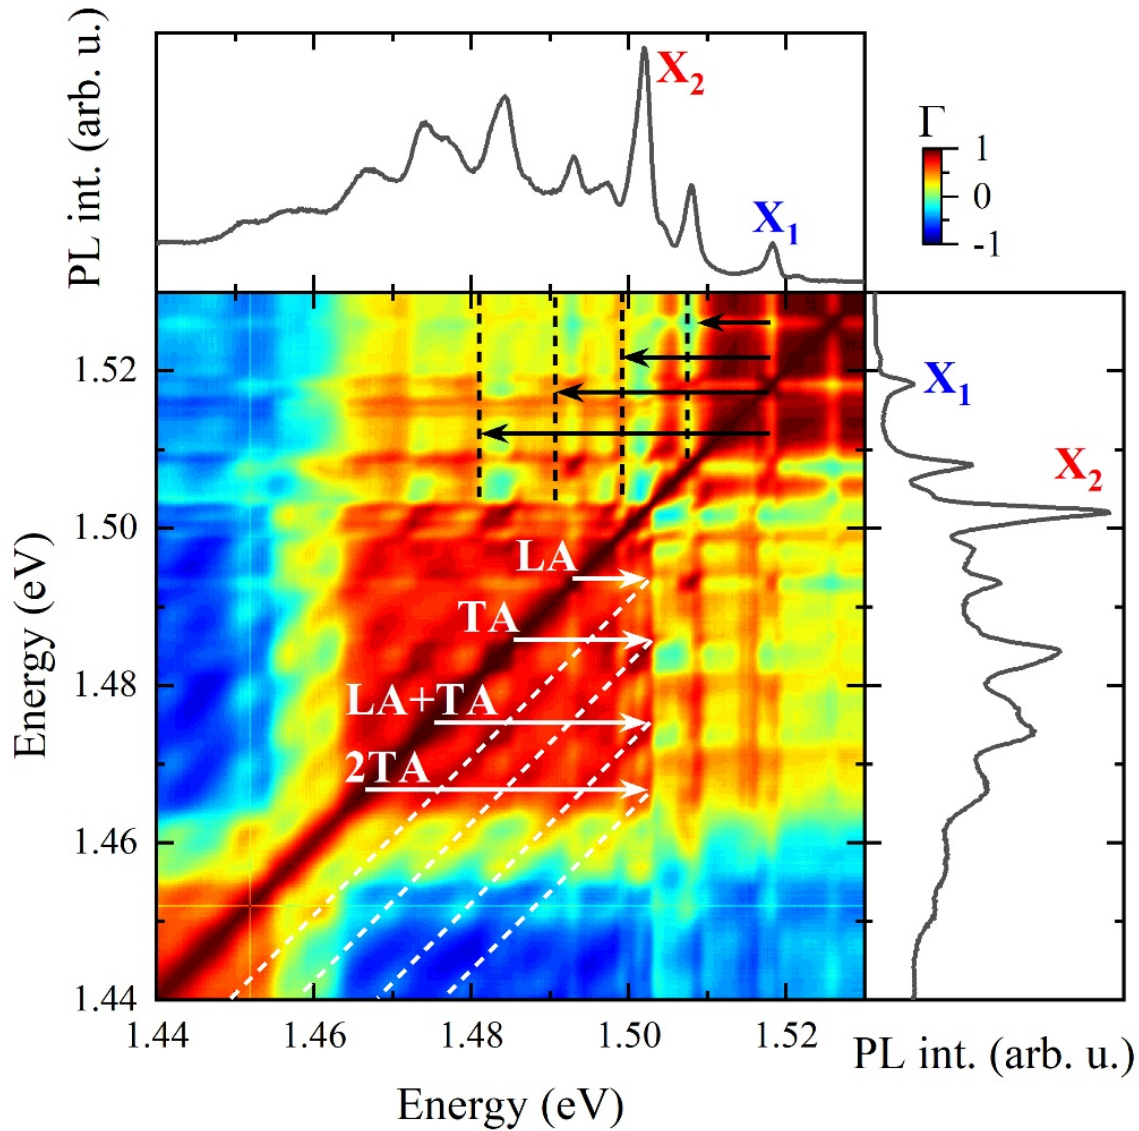 PL int. (arb. u.)
X₂
X₁
Γ
1
0
-1
1.52
1.50
1.48
1.46
1.44
Energy (eV)
LA
TA
LA+TA
2TA
X₁
X₂
1.44
1.46
1.48
1.50
1.52
Energy (eV)
PL int. (arb. u.)